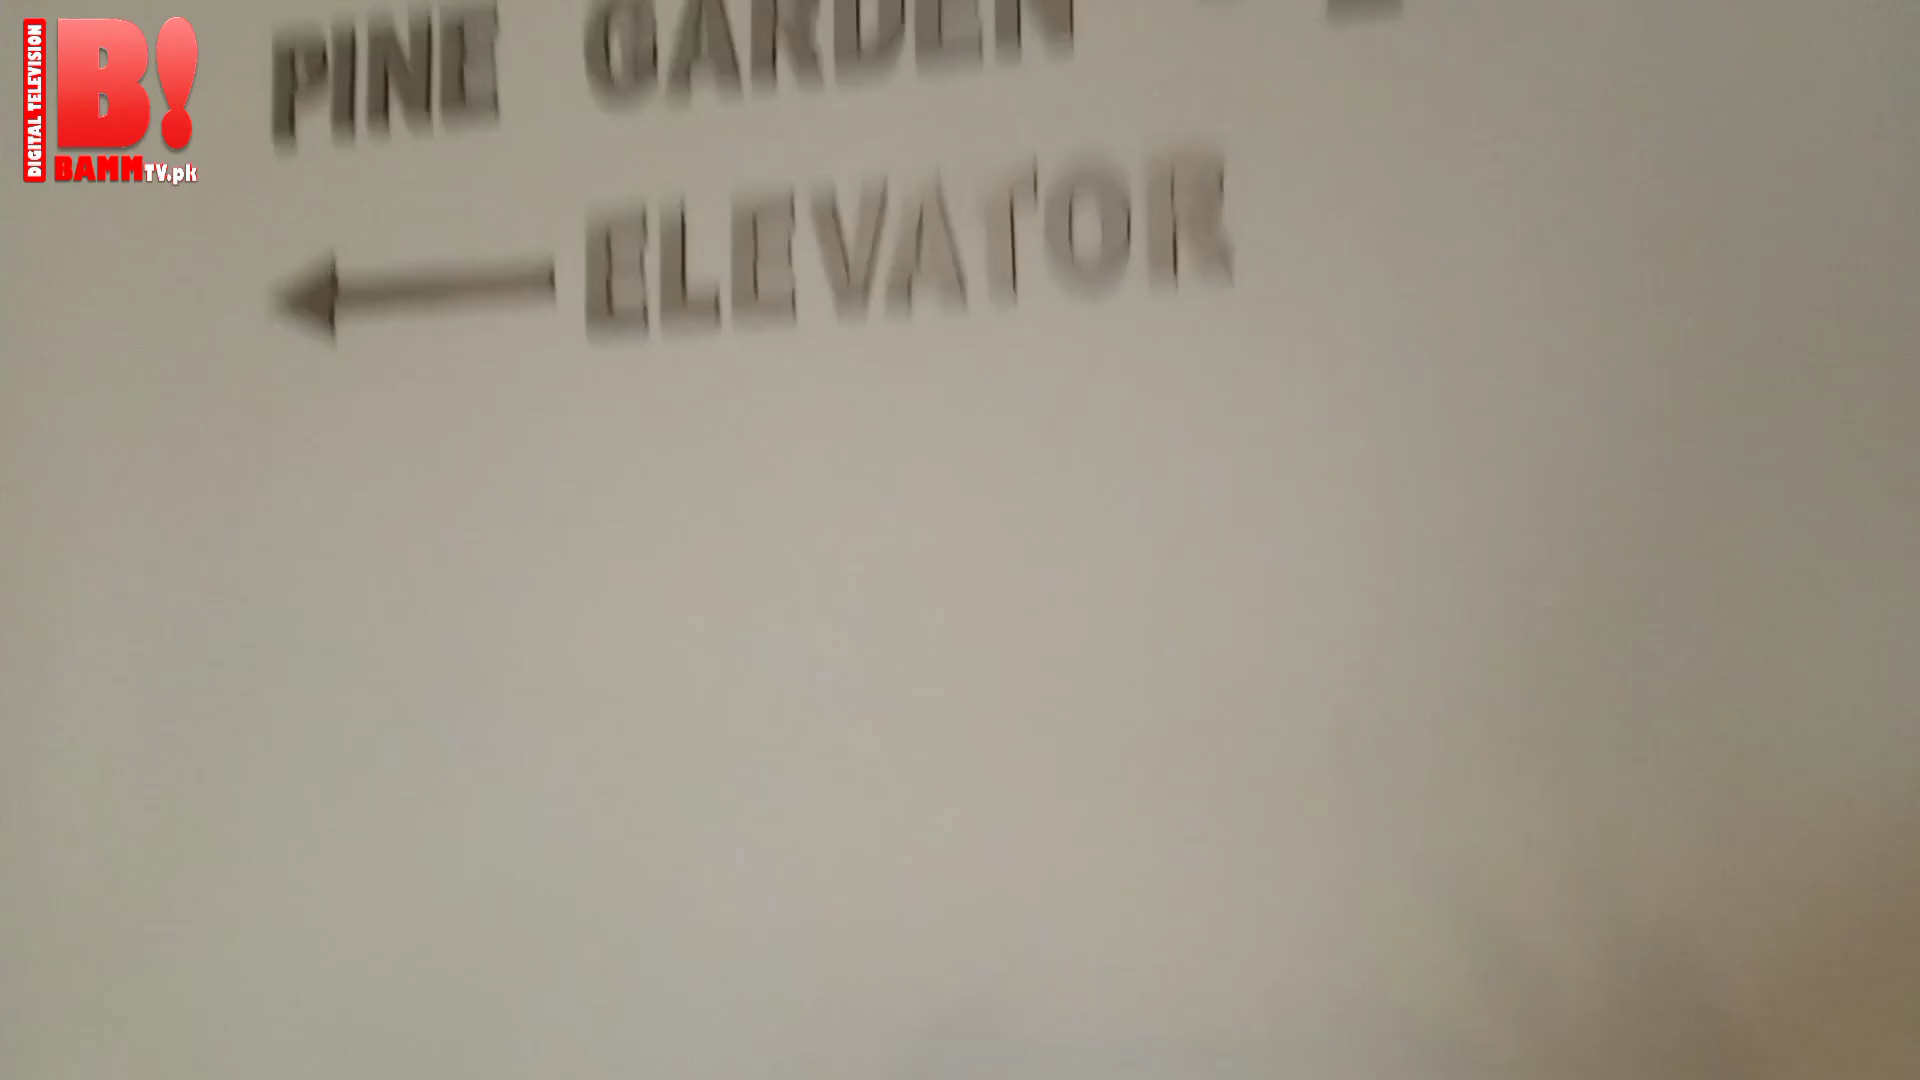 DIGITAL TELEVISION
B!
BAMMTV.pk
PINE GARDEN
← ELEVATOR